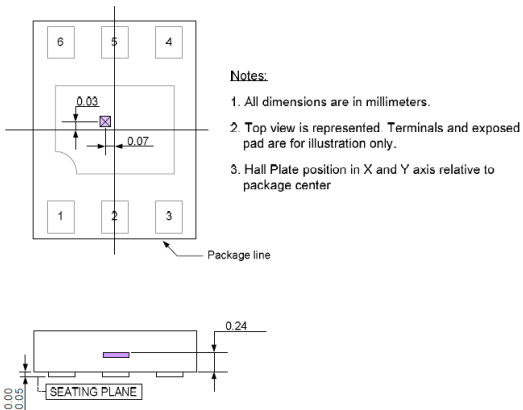 6 5 4
0.03
0.07
1 2 3
Package line
Notes:
1. All dimensions are in millimeters.
2. Top view is represented. Terminals and exposed
pad are for illustration only.
3. Hall Plate position in X and Y axis relative to
package center
0.24
SEATING PLANE
0.00
0.05